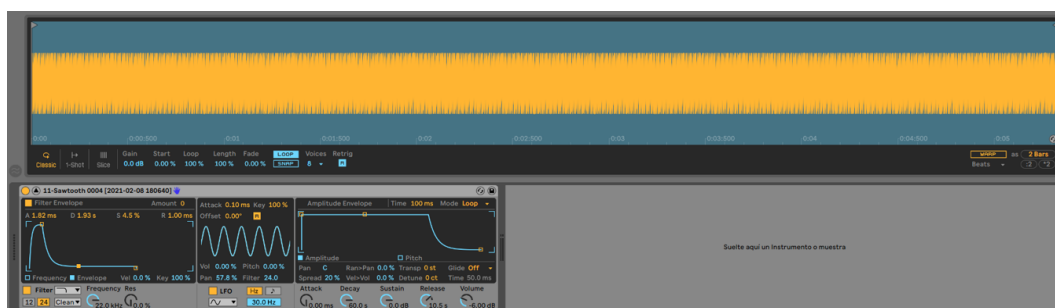 0:00 0:00:500 0:01 0:01:500 0:02 0:02:500 0:03 0:03:500 0:04 0:04:500 0:05
Gain Start Loop Length Fade LOOP Voices Retrig
Classic 1-Shot Slice 0.0 dB 0.00 % 100 % 100 % 0.00 % SNAP 8 R
WARP as 2 Bars
Beats :2 *2
11-Sawtooth 0004 [2021-02-08 180640]
Filter Envelope Amount 0
A 1.82 ms D 1.93 s S 4.5 % R 1.00 ms
Frequency Envelope Vel 0.0 % Key 100 %
Filter Frequency Res
12 24 Clean 22.0 kHz 0.0 %
Attack 0.10 ms Key 100 %
Offset 0.00° R
Vol 0.00 % Pitch 0.00 %
Pan 57.8 % Filter 24.0
LFO Hz
30.0 Hz
Amplitude Envelope Time 100 ms Mode Loop
Amplitude Pitch
Pan C Ran>Pan 0.0 % Transp 0 st Glide Off
Spread 20 % Vel>Vol 0.0 % Detune 0 ct Time 50.0 ms
Attack Decay Sustain Release Volume
0.00 ms 60.0 s 0.0 dB 10.5 s -6.00 dB
Suelte aquí un Instrumento o muestra